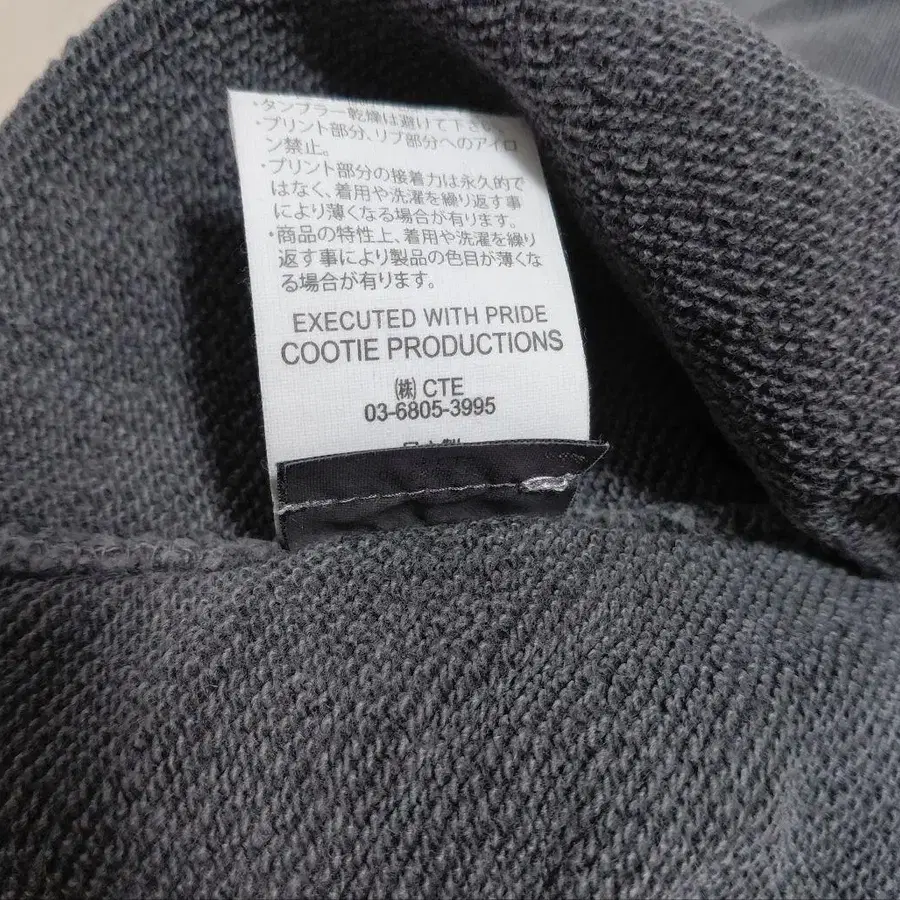 ・タンブラー乾燥は避けて下さい。
・プリント部分、リブ部分へのアイロ
ン禁止。
・プリント部分の接着力は永久的で
はなく、着用や洗濯を繰り返す事
により薄くなる場合が有ります。
・商品の特性上、着用や洗濯を繰り
返す事により製品の色目が薄くな
る場合が有ります。
EXECUTED WITH PRIDE
COOTIE PRODUCTIONS
㈱ CTE
03-6805-3995